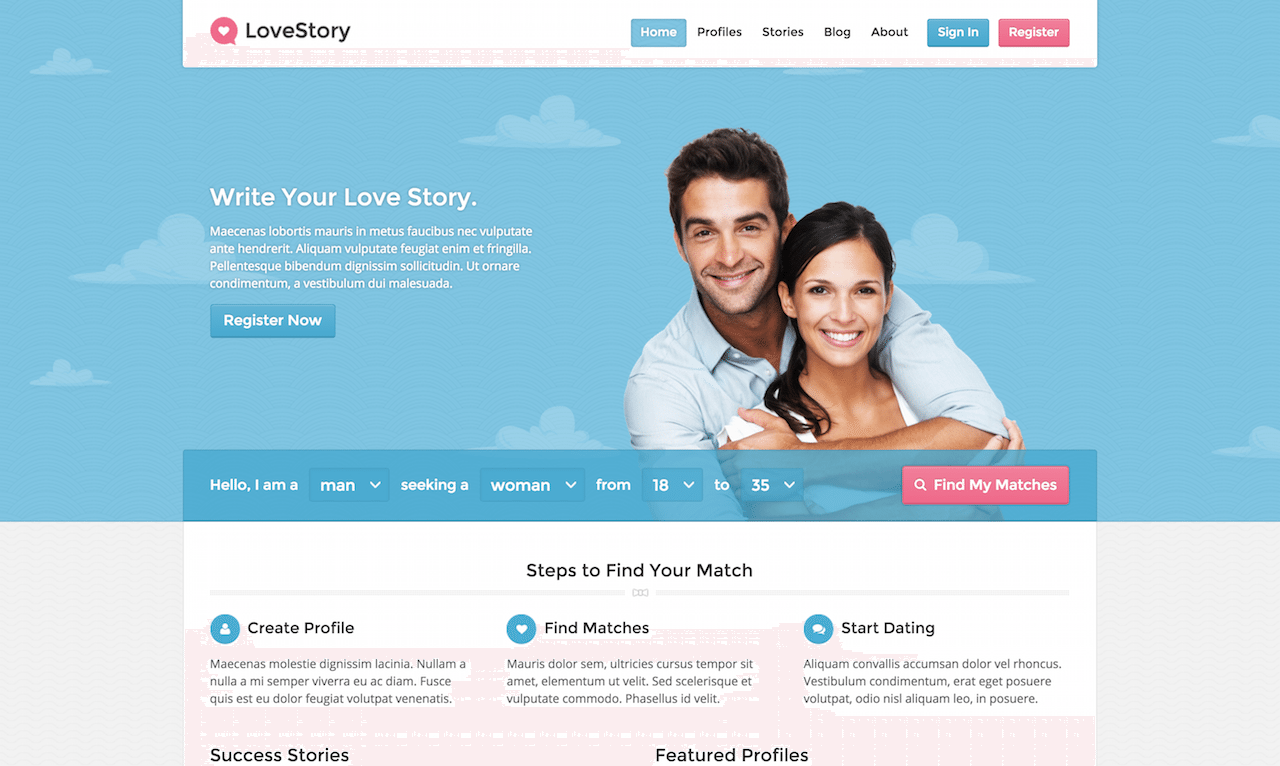 LoveStory
Home Profiles Stories Blog About Sign In Register
Write Your Love Story.
Maecenas lobortis mauris in metus faucibus nec vulputate
ante hendrerit. Aliquam vulputate feugiat enim et fringilla.
Pellentesque bibendum dignissim sollicitudin. Ut ornare
condimentum, a vestibulum dui malesuada.
Register Now
Hello, I am a man seeking a woman from 18 to 35 Find My Matches
Steps to Find Your Match
Create Profile
Maecenas molestie dignissim lacinia. Nullam a
nulla a mi semper viverra eu ac diam. Fusce
quis est eu dolor feugiat volutpat venenatis.
Find Matches
Mauris dolor sem, ultricies cursus tempor sit
amet, elementum ut velit. Sed scelerisque et
vulputate commodo. Phasellus id velit.
Start Dating
Aliquam convallis accumsan dolor vel rhoncus.
Vestibulum condimentum, erat eget posuere
volutpat, odio nisl aliquam leo, in posuere.
Success Stories
Featured Profiles